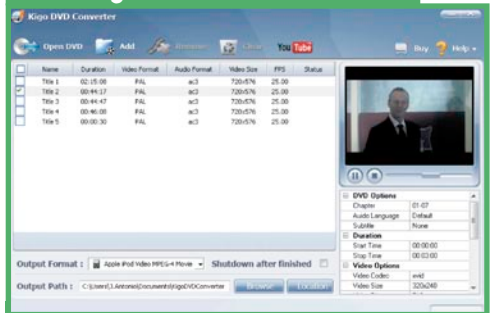 Kigo DVD Converter
Open DVD Add Remove Clear You Tube Buy Help
Name Duration Video Format Audio Format Video Size FPS Status
Title 1 02:15:08 PAL ac3 720x576 25.00
Title 2 00:44:17 PAL ac3 720x576 25.00
Title 3 00:44:47 PAL ac3 720x576 25.00
Title 4 00:46:08 PAL ac3 720x576 25.00
Title 5 00:00:30 PAL ac3 720x576 25.00
DVD Options
Chapter 01-07
Audio Language Default
Subtitle None
Duration
Start Time 00:00:00
Stop Time 00:03:00
Video Options
Video Codec xvid
Video Size 320x240
Output Format : Apple iPod Video MPEG-4 Movie Shutdown after finished
Output Path : Browse Location